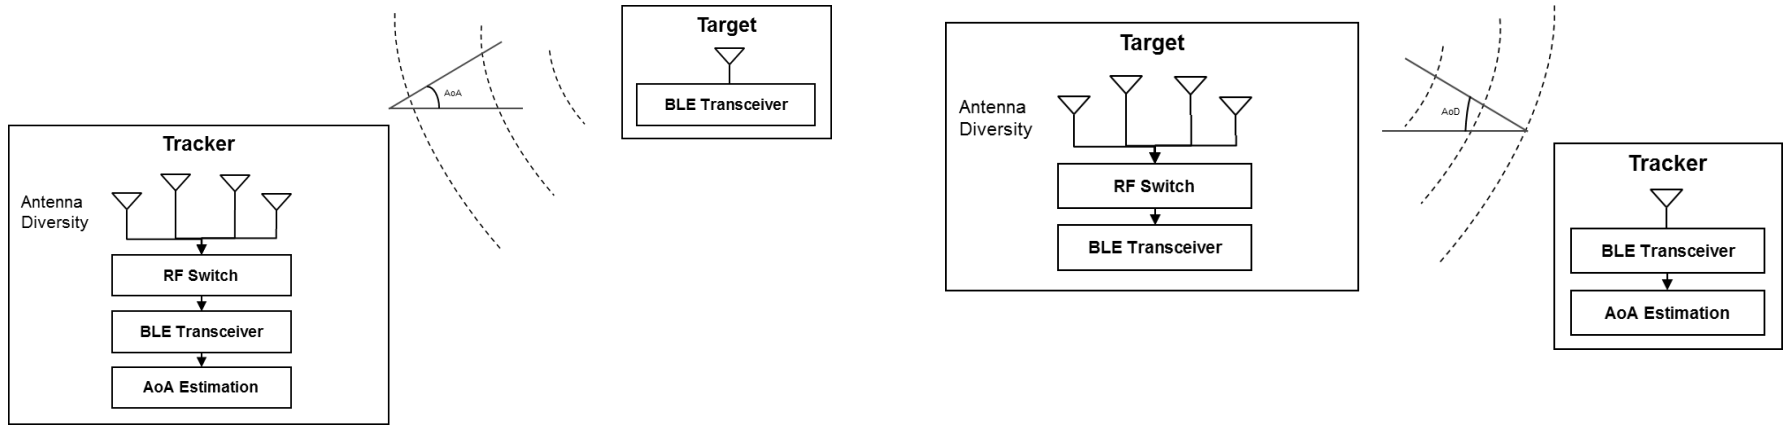 Target
BLE Transceiver
AoA
Tracker
Antenna
Diversity
RF Switch
BLE Transceiver
AoA Estimation
Target
Antenna
Diversity
RF Switch
BLE Transceiver
AoD
Tracker
BLE Transceiver
AoA Estimation